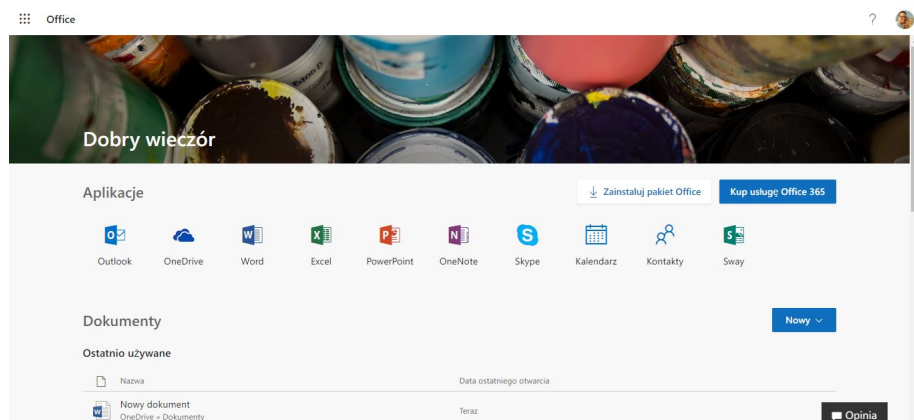 Office
?
Dobry wieczór
Aplikacje
Zainstaluj pakiet Office
Kup usługę Office 365
Outlook
OneDrive
Word
Excel
PowerPoint
OneNote
Skype
Kalendarz
Kontakty
Sway
Dokumenty
Nowy
Ostatnio używane
Nazwa
Data ostatniego otwarcia
Nowy dokument
Teraz
OneDrive » Dokumenty
Opinia